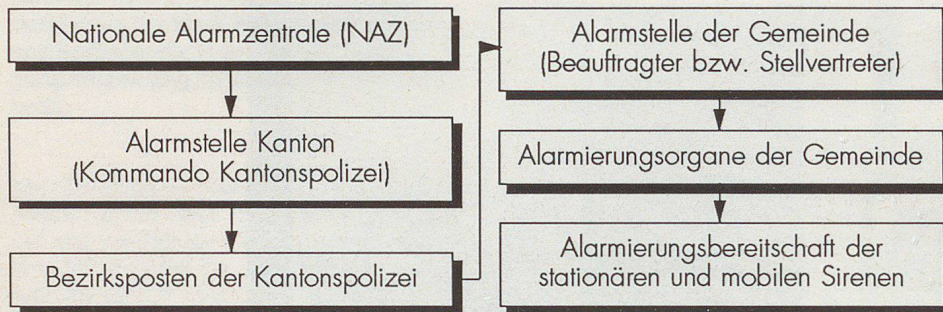 Nationale Alarmzentrale (NAZ)
Alarmstelle Kanton
(Kommando Kantonspolizei)
Bezirksposten der Kantonspolizei
Alarmstelle der Gemeinde
(Beauftragter bzw. Stellvertreter)
Alarmierungsorgane der Gemeinde
Alarmierungsbereitschaft der
stationären und mobilen Sirenen